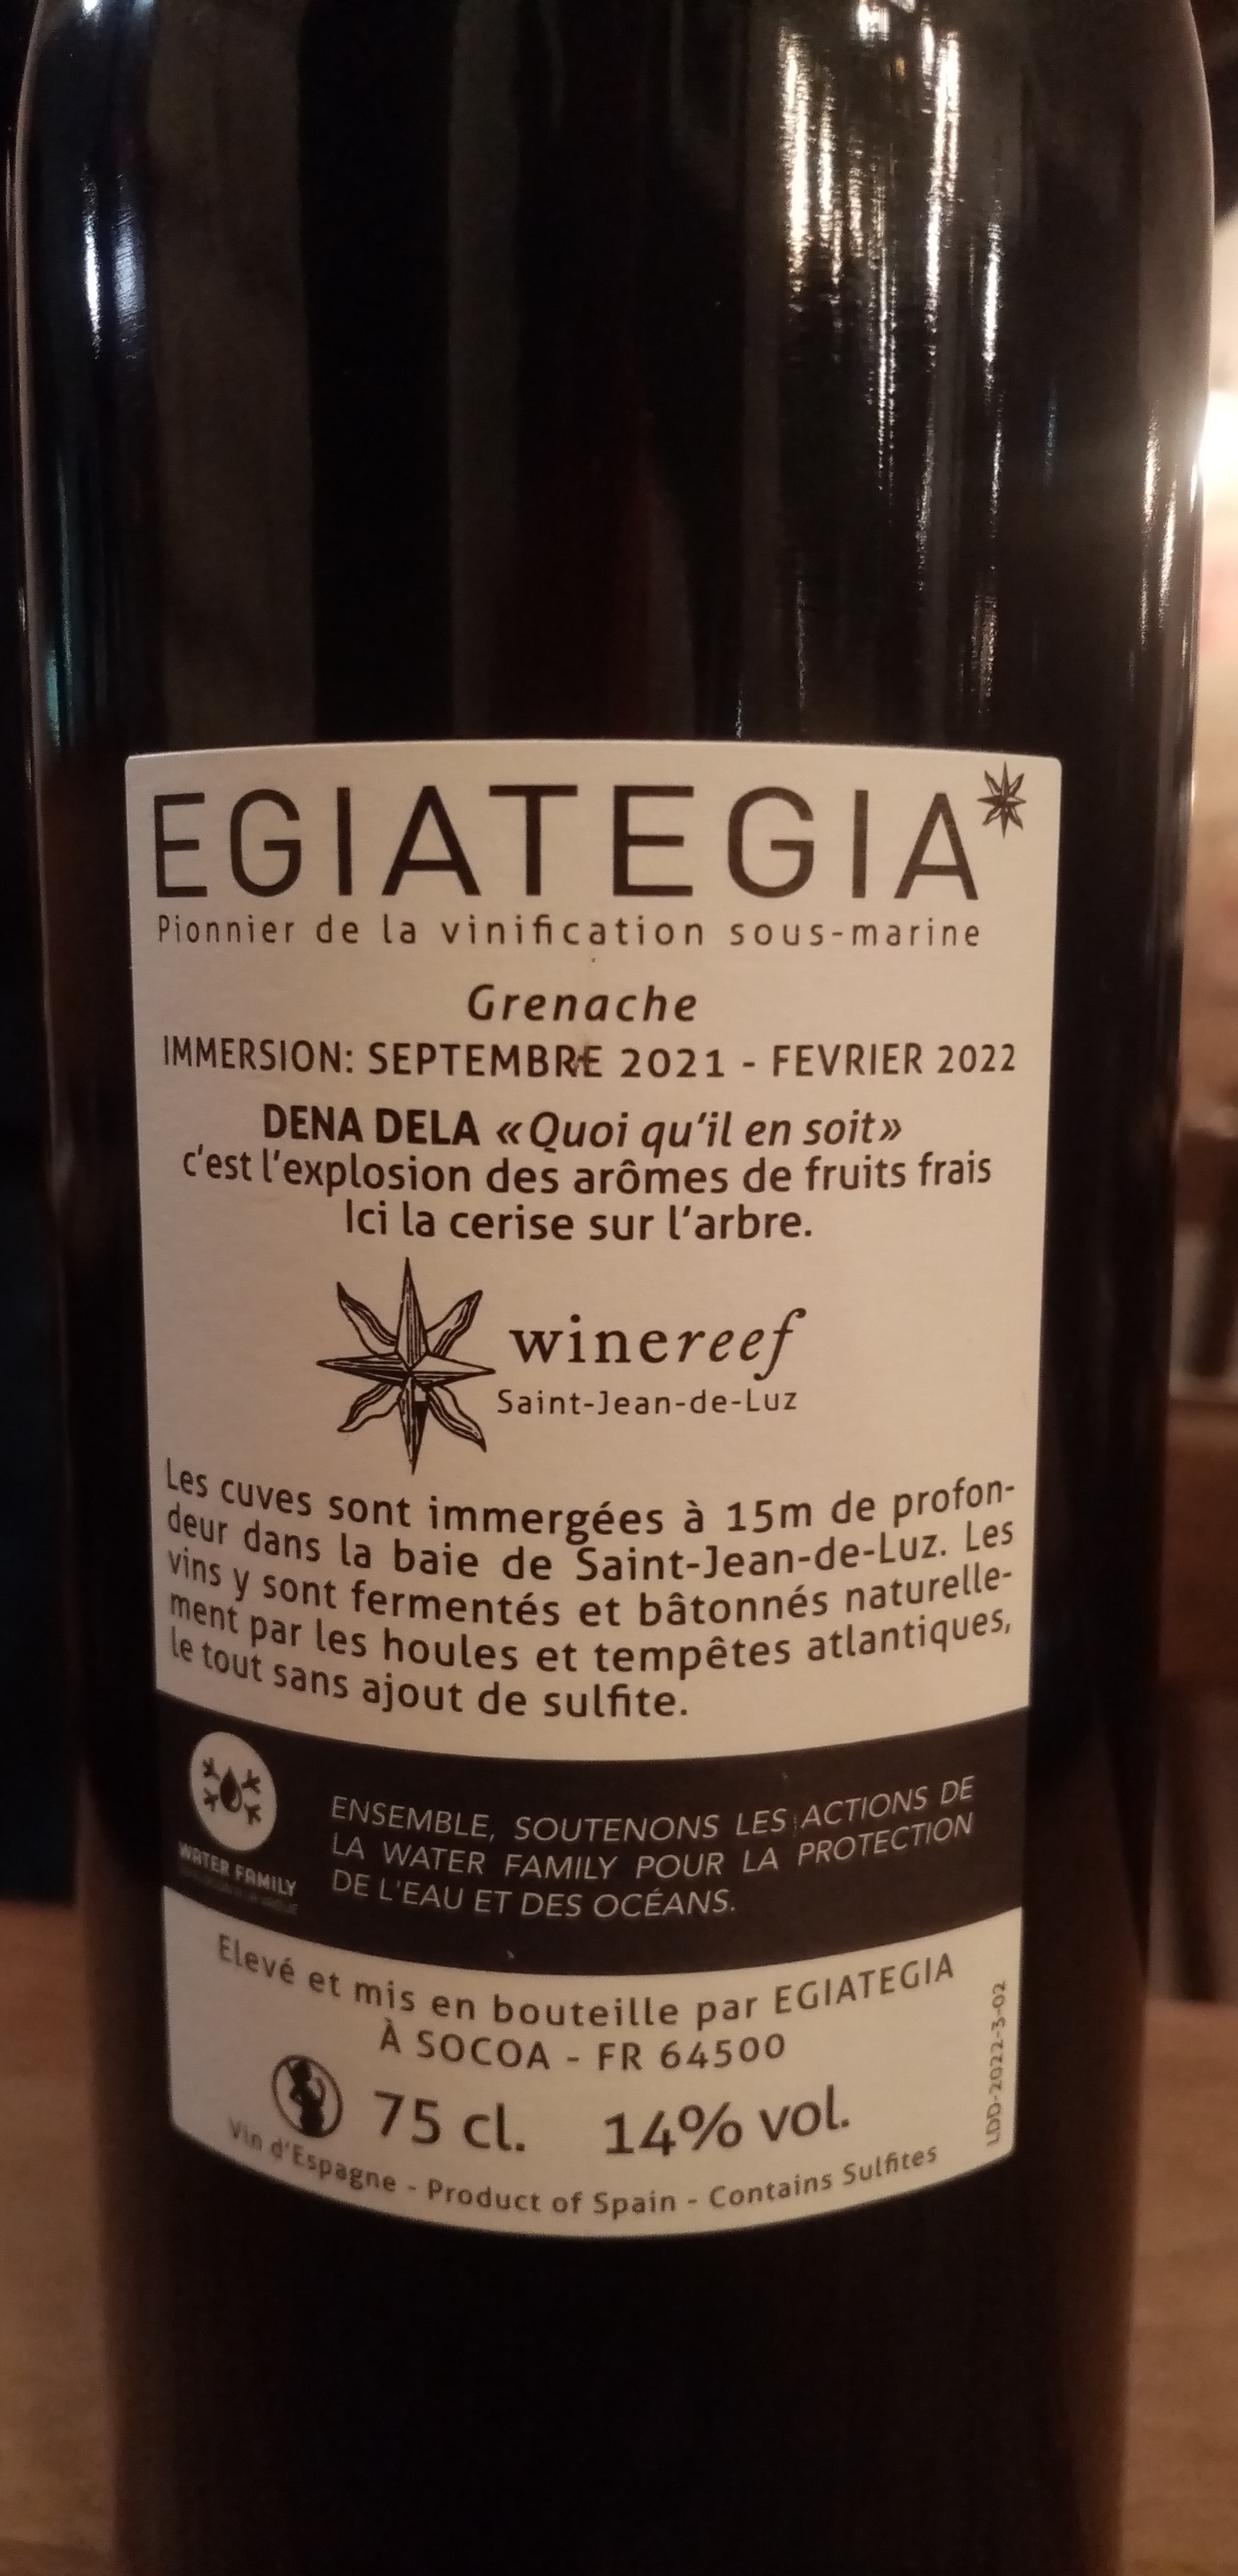 EGIATEGIA
Pionnier de la vinification sous-marine
Grenache
IMMERSION: SEPTEMBRE 2021 - FEVRIER 2022
DENA DELA «Quoi qu'il en soit»
c'est l'explosion des arômes de fruits frais
Ici la cerise sur l'arbre.
winereef
Saint-Jean-de-Luz
Les cuves sont immergées à 15m de profon-
deur dans la baie de Saint-Jean-de-Luz. Les
vins y sont fermentés et bâtonnés naturelle-
ment par les houles et tempêtes atlantiques,
le tout sans ajout de sulfite.
WATER FAMILY
ENSEMBLE, SOUTENONS LES ACTIONS DE
LA WATER FAMILY POUR LA PROTECTION
DE L'EAU ET DES OCÉANS.
Elevé et mis en bouteille par EGIATEGIA
À SOCOA - FR 64500
75 cl. 14% vol.
Vin d'Espagne - Product of Spain - Contains Sulfites
LDD-2022-3-02